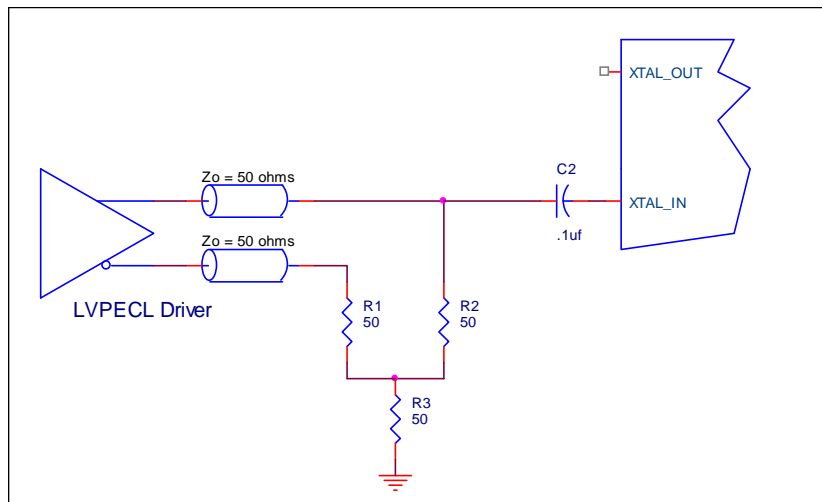 XTAL_OUT
Zo = 50 ohms
C2
XTAL_IN
.1uf
Zo = 50 ohms
LVPECL Driver
R1
50
R2
50
R3
50